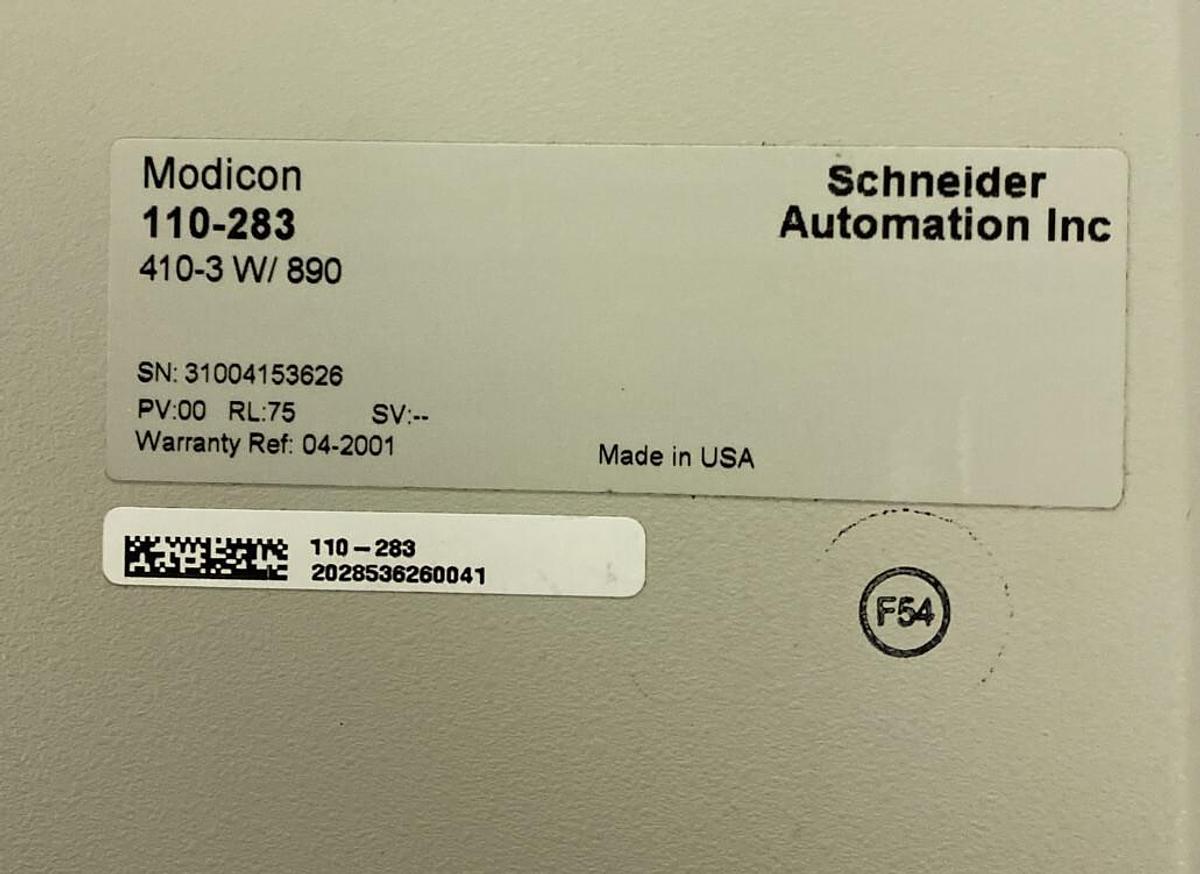 Modicon
110-283
410-3 W/ 890
Schneider
Automation Inc
SN: 31004153626
PV:00 RL:75 SV:--
Warranty Ref: 04-2001
Made in USA
110-283
2028536260041
F54